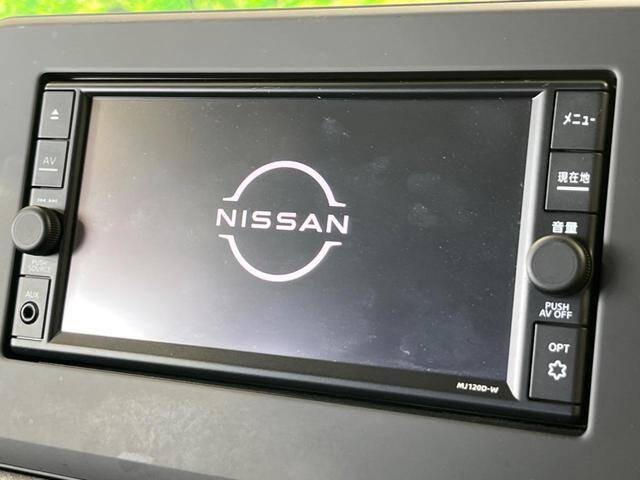 AV
PUSH
SOURCE
AUX
NISSAN
メニュー
現在地
音量
PUSH
AV OFF
OPT
MJ120D-W